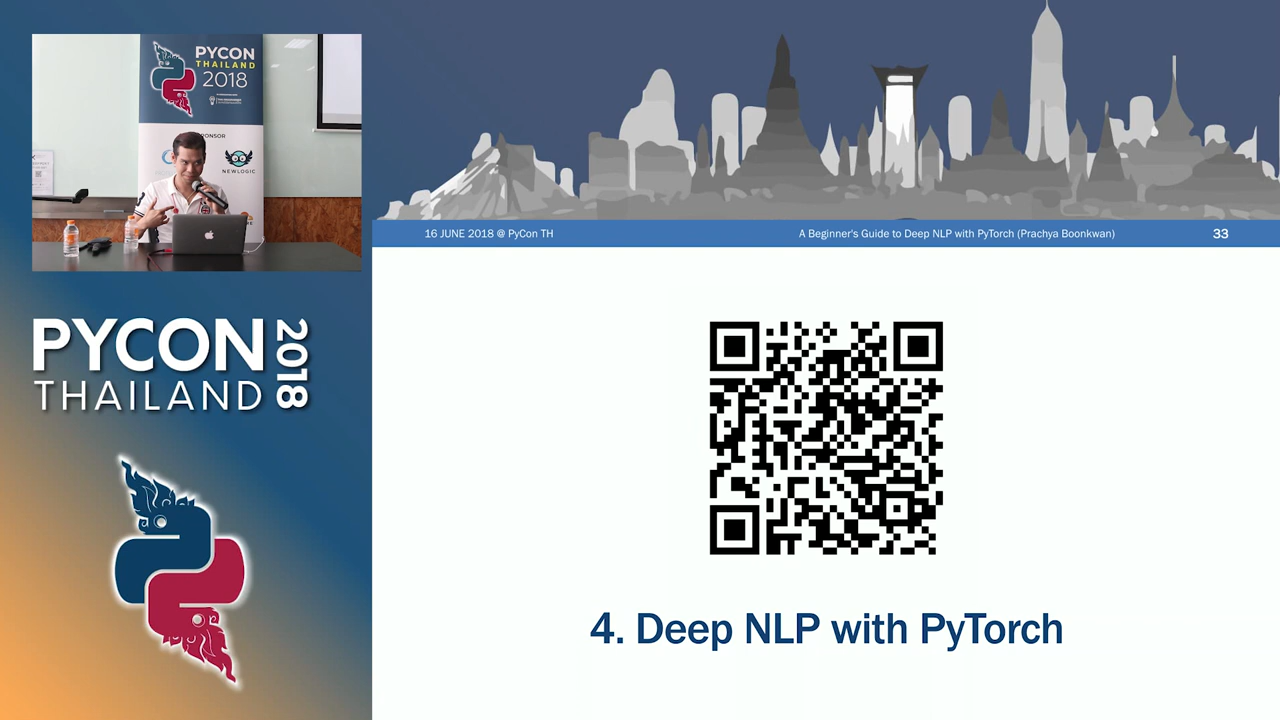 PYCON
THAILAND
2018
SPONSOR
NEWLOGIC
16 JUNE 2018 @ PyCon TH
A Beginner's Guide to Deep NLP with PyTorch (Prachya Boonkwan)
33
PYCON
2018
THAILAND
4. Deep NLP with PyTorch